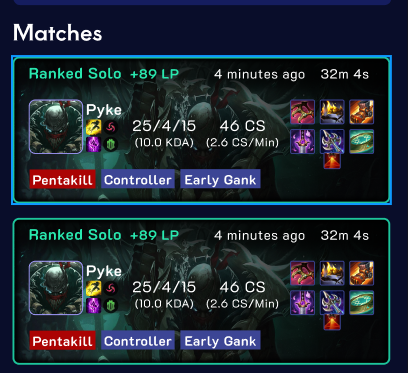 Matches
Ranked Solo +89 LP 4 minutes ago 32m 4s
Pyke
25/4/15 46 CS
(10.0 KDA) (2.6 CS/Min)
Pentakill Controller Early Gank
Ranked Solo +89 LP 4 minutes ago 32m 4s
Pyke
25/4/15 46 CS
(10.0 KDA) (2.6 CS/Min)
Pentakill Controller Early Gank